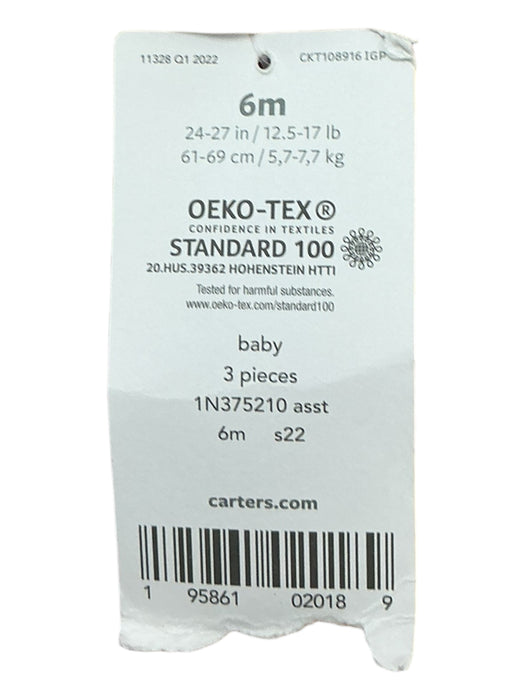 11328 Q1 2022 CKT108916 IGP
6m
24-27 in / 12.5-17 lb
61-69 cm / 5,7-7,7 kg
OEKO-TEX®
CONFIDENCE IN TEXTILES
STANDARD 100
20.HUS.39362 HOHENSTEIN HTTI
Tested for harmful substances.
www.oeko-tex.com/standard100
baby
3 pieces
1N375210 asst
6m s22
carters.com
1 95861 02018 9